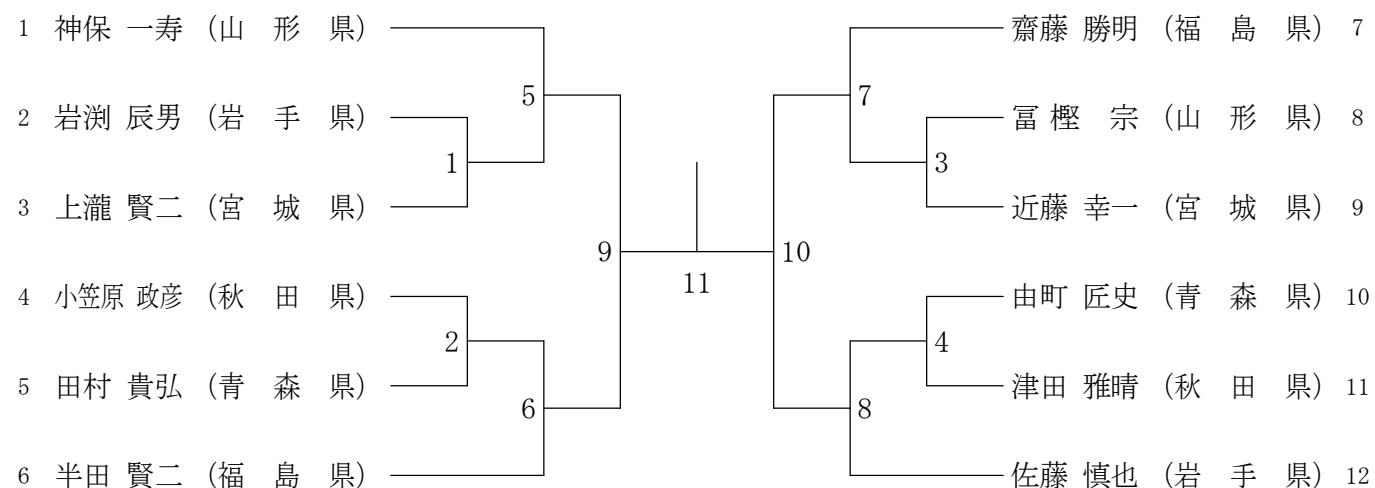 1 神保 一寿 (山 形 県)
5
2 岩渕 辰男 (岩 手 県)
1
3 上瀧 賢二 (宮 城 県)
9
4 小笠原 政彦 (秋 田 県)
2
5 田村 貴弘 (青 森 県)
6
6 半田 賢二 (福 島 県)
11
齋藤 勝明 (福 島 県) 7
7
冨樫 宗 (山 形 県) 8
3
近藤 幸一 (宮 城 県) 9
10
由町 匠史 (青 森 県) 10
4
津田 雅晴 (秋 田 県) 11
8
佐藤 慎也 (岩 手 県) 12